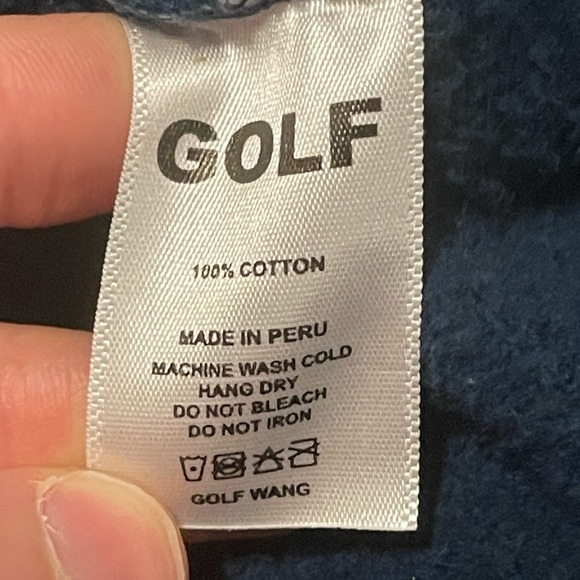 GOLF
100% COTTON
MADE IN PERU
MACHINE WASH COLD
HANG DRY
DO NOT BLEACH
DO NOT IRON
GOLF WANG